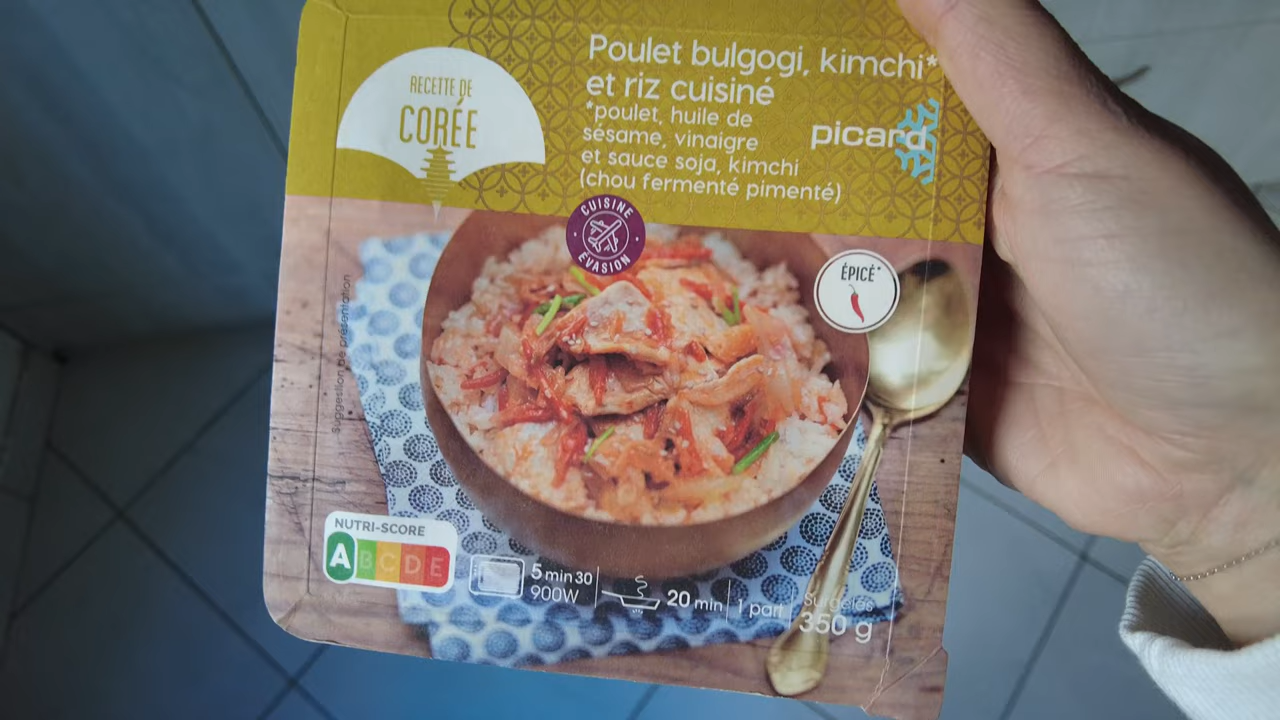 RECETTE DE
CORÉE
Poulet bulgogi, kimchi*
et riz cuisiné
*poulet, huile de
sésame, vinaigre
et sauce soja, kimchi
(chou fermenté pimenté)
picard
CUISINE
EVASION
ÉPICÉ*
Suggestion de présentation
NUTRI-SCORE
A B C D E
5 min 30
900W
20 min
1 part
Surgelés
350 g